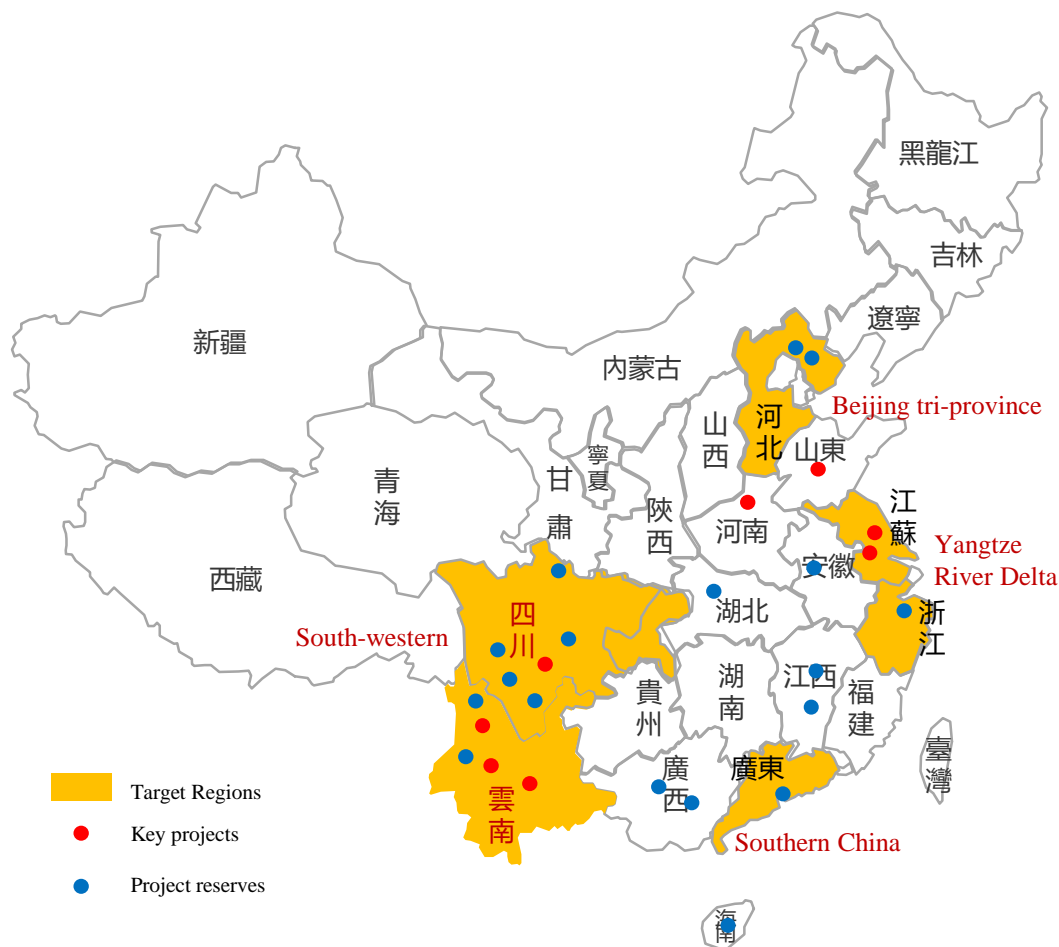 黑龍江
吉林
遼寧
新疆
內蒙古
Beijing tri-province
河
北
山
西
山東
寧
夏
甘
肅
青
海
陝
西
河南
江
蘇
Yangtze
River Delta
安徽
西藏
湖北
四
川
South-western
浙
江
江西
福
建
湖
南
貴
州
臺
灣
廣東
廣
西
雲
南
Southern China
海
南
Target Regions
Key projects
Project reserves